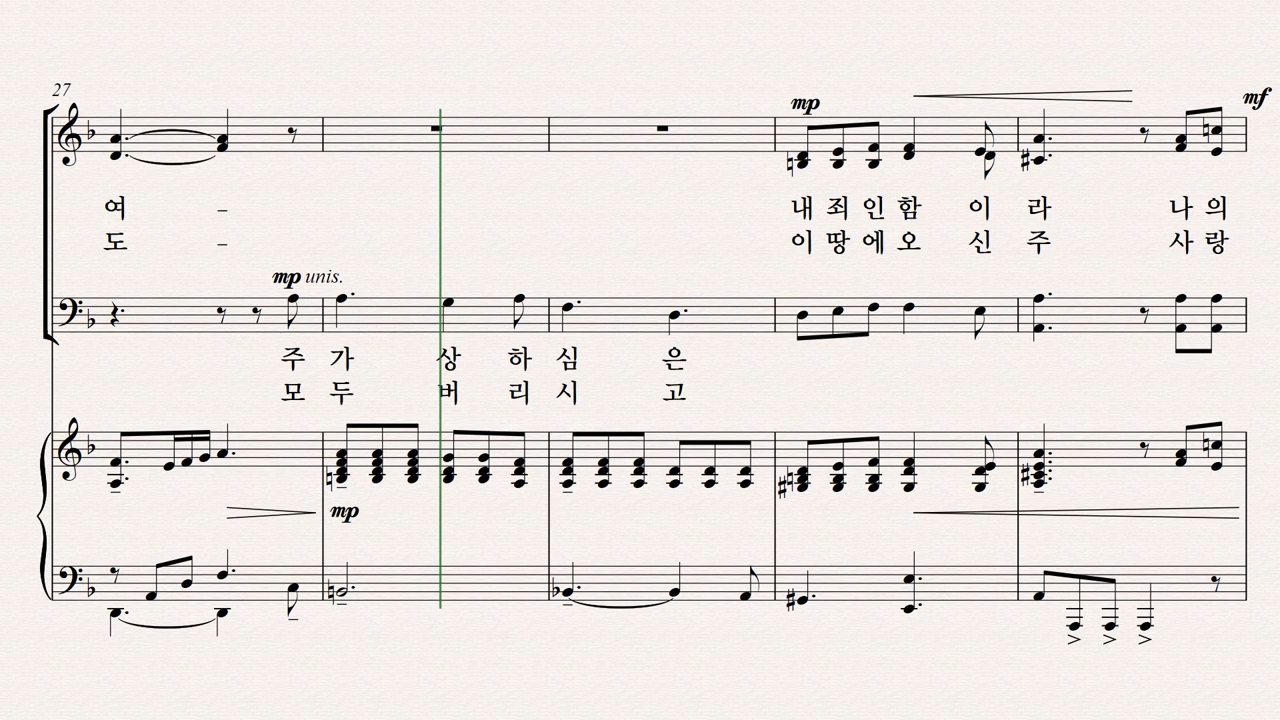 27
mp
mf
여 - 내 죄 인 함 이 라 나 의
도 - 이 땅 에 오 신 주 사 랑
mp unis.
주 가 상 하 심 은
모 두 버 리 시 고
mp